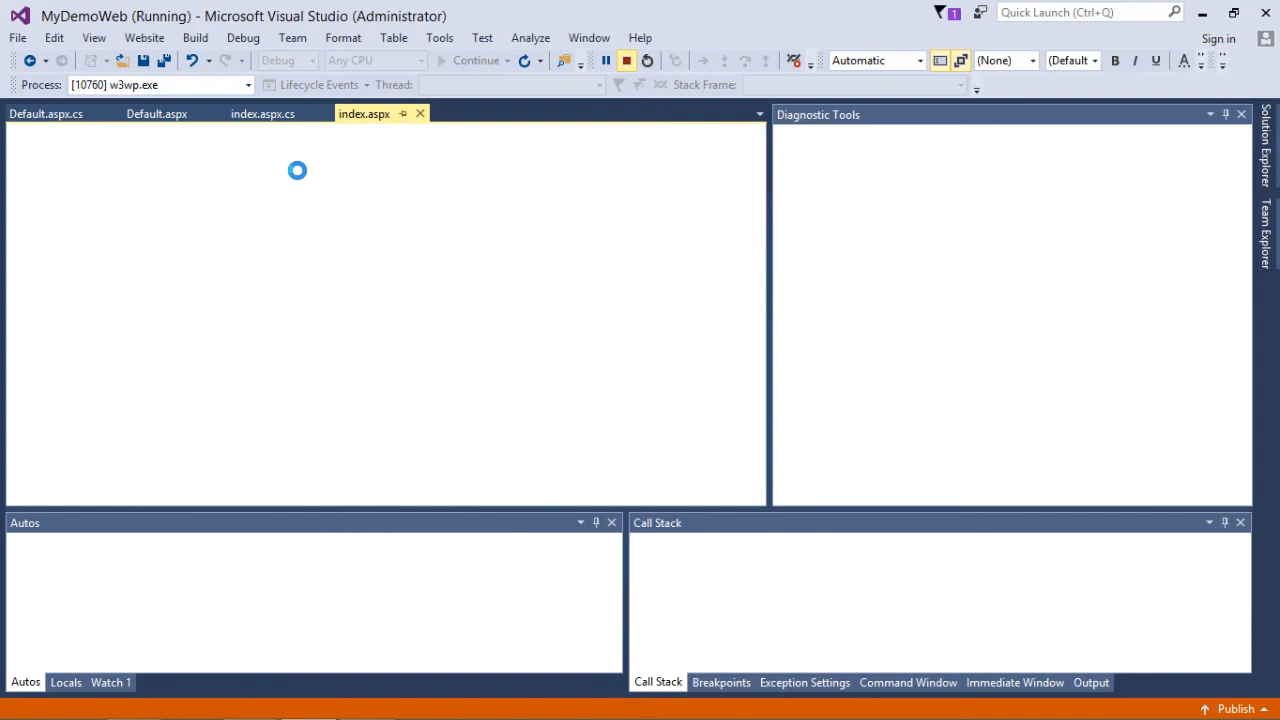 MyDemoWeb (Running) - Microsoft Visual Studio (Administrator)
1
Quick Launch (Ctrl+Q)
File Edit View Website Build Debug Team Format Table Tools Test Analyze Window Help
Sign in
Debug Any CPU Continue Automatic (None) (Default B I U A
Process: [10760] w3wp.exe Lifecycle Events Thread: Stack Frame:
Default.aspx.cs Default.aspx index.aspx.cs index.aspx
Diagnostic Tools
Solution Explorer
Team Explorer
Autos
Call Stack
Autos Locals Watch 1
Call Stack Breakpoints Exception Settings Command Window Immediate Window Output
Publish